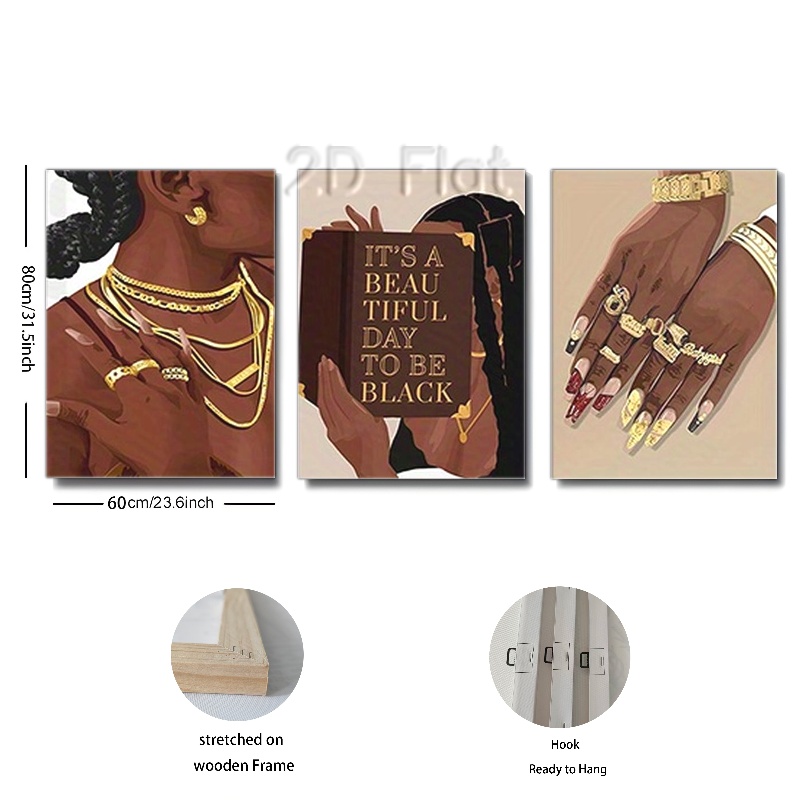 2D Flat
80cm/31.5inch
IT'S A
BEAU
TIFUL
DAY
TO BE
BLACK
Babygirl
60cm/23.6inch
stretched on
wooden Frame
Hook
Ready to Hang